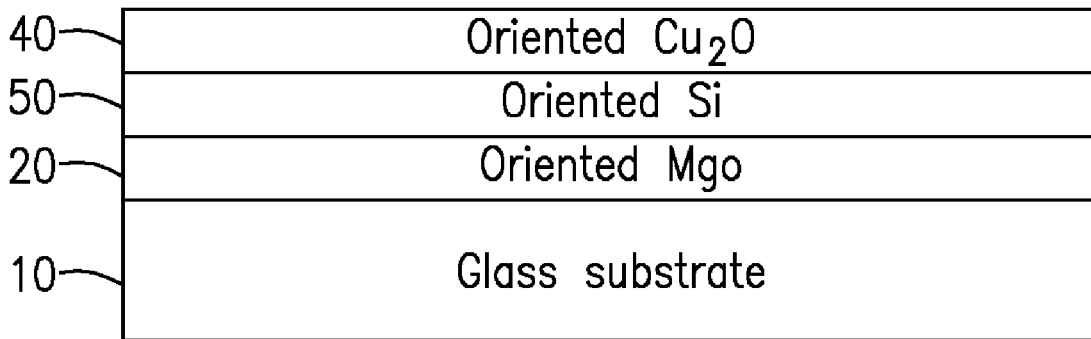 40 Oriented Cu₂O
50 Oriented Si
20 Oriented Mgo
10 Glass substrate